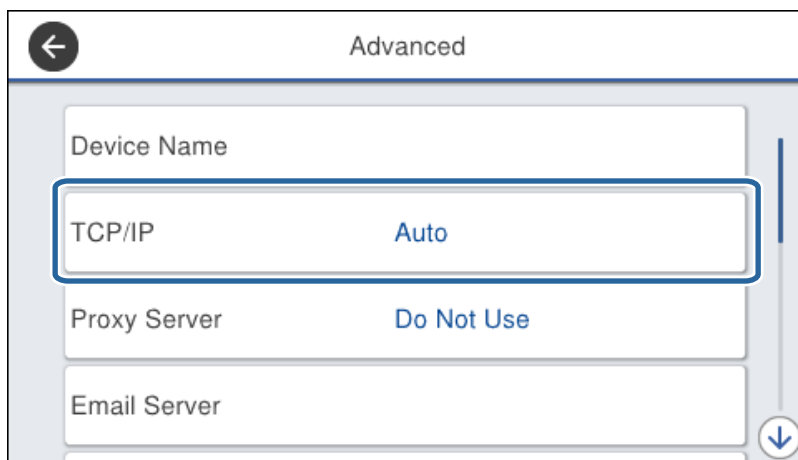 Advanced
Device Name
TCP/IP Auto
Proxy Server Do Not Use
Email Server